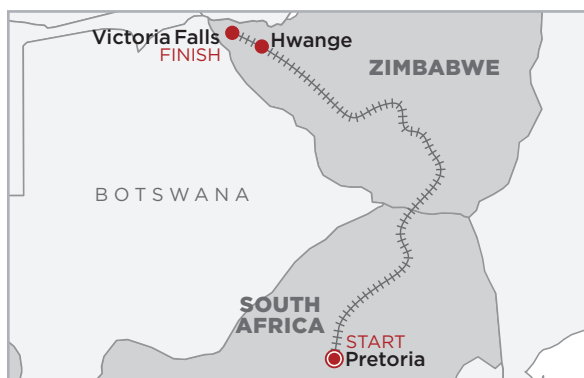 Victoria Falls
FINISH
Hwange
ZIMBABWE
BOTSWANA
SOUTH
AFRICA
START
Pretoria